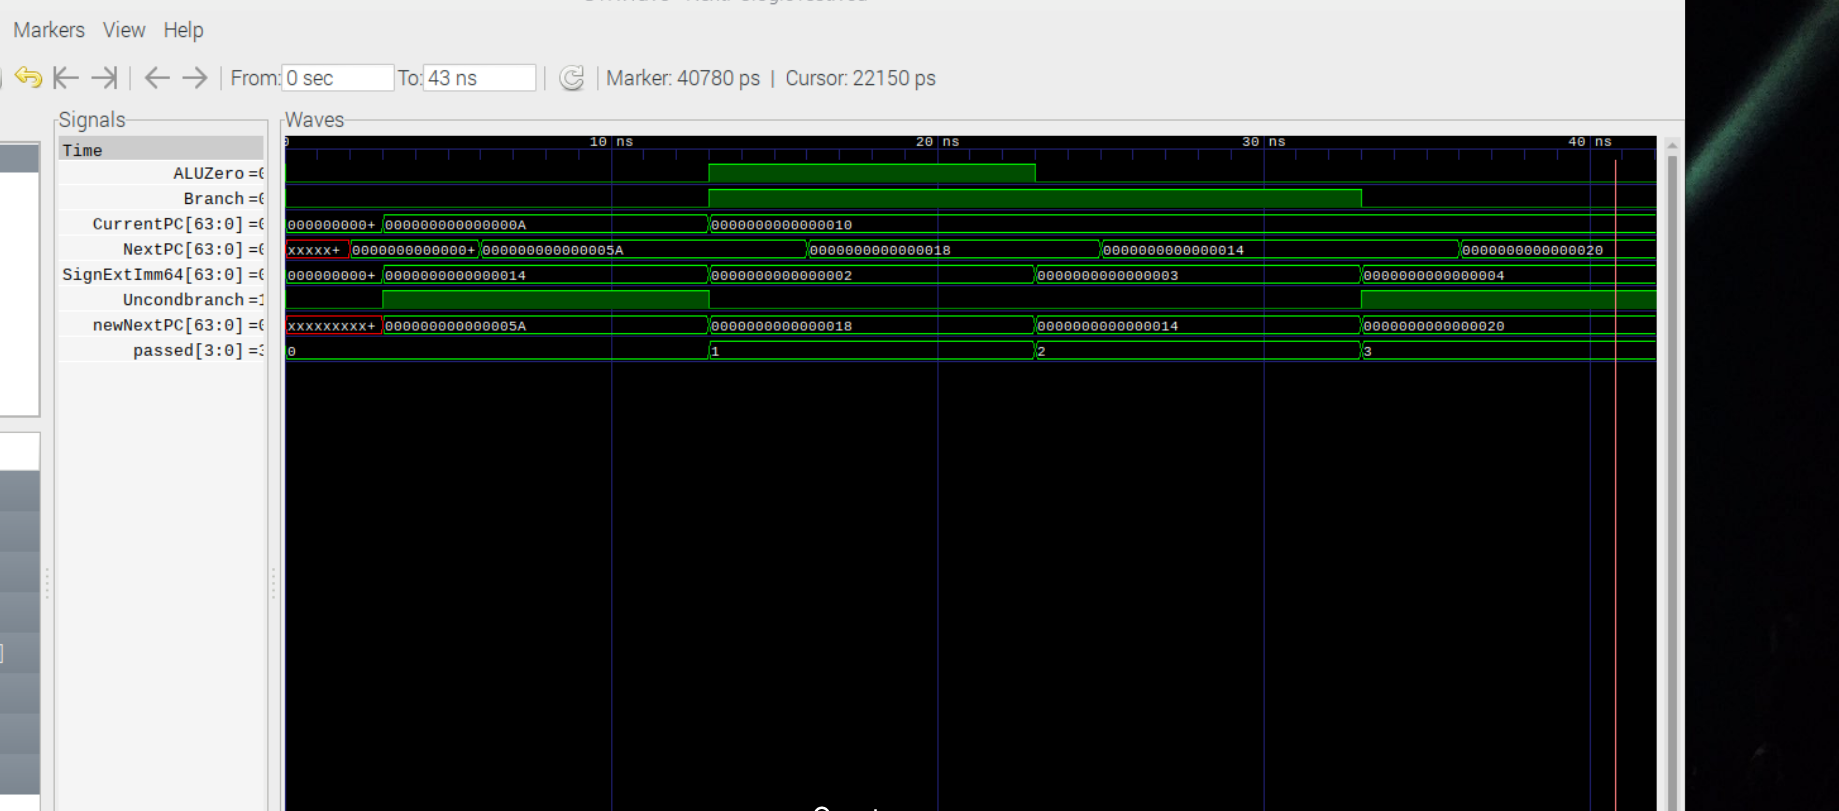 Markers View Help
From: 0 sec To: 43 ns Marker: 40780 ps | Cursor: 22150 ps
Signals
Waves
Time
0 10 ns 20 ns 30 ns 40 ns
ALUZero =0
Branch =0
CurrentPC[63:0] =0 000000000+ 000000000000000A 0000000000000010
NextPC[63:0] =0 xxxxx+ 0000000000000+ 000000000000005A 0000000000000018 0000000000000014 0000000000000020
SignExtImm64[63:0] =0 000000000+ 0000000000000014 0000000000000002 0000000000000003 0000000000000004
Uncondbranch =1
newNextPC[63:0] =0 xxxxxxxxx+ 000000000000005A 0000000000000018 0000000000000014 0000000000000020
passed[3:0] =3 0 1 2 3